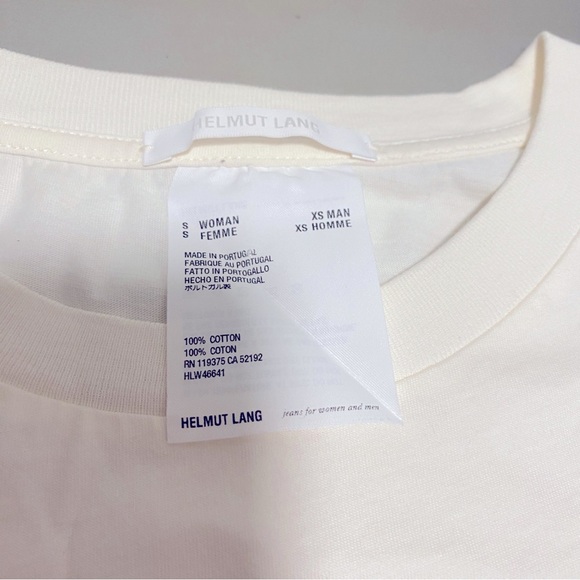 HELMUT LANG
S WOMAN XS MAN
S FEMME XS HOMME
MADE IN PORTUGAL
FABRIQUE AU PORTUGAL
FATTO IN PORTOGALLO
HECHO EN PORTUGAL
ポルトガル製
100% COTTON
100% COTON
RN 119375 CA 52192
HLW46641
HELMUT LANG jeans for women and men